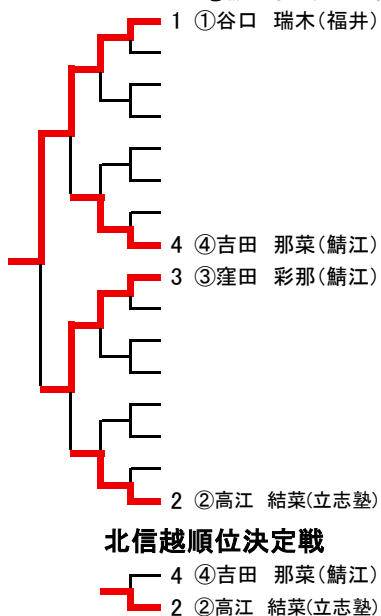 1 ①谷口 瑞木(福井)
4 ④吉田 那菜(鯖江)
3 ③窪田 彩那(鯖江)
2 ②高江 結菜(立志塾)
北信越順位決定戦
4 ④吉田 那菜(鯖江)
2 ②高江 結菜(立志塾)